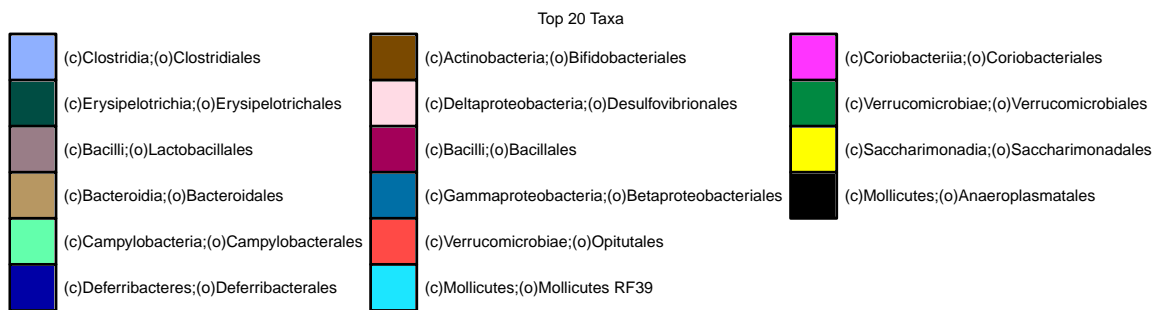 Top 20 Taxa
(c)Clostridia;(o)Clostridiales
(c)Erysipelotrichia;(o)Erysipelotrichales
(c)Bacilli;(o)Lactobacillales
(c)Bacteroidia;(o)Bacteroidales
(c)Campylobacteria;(o)Campylobacterales
(c)Deferribacteres;(o)Deferribacterales
(c)Actinobacteria;(o)Bifidobacteriales
(c)Deltaproteobacteria;(o)Desulfovibrionales
(c)Bacilli;(o)Bacillales
(c)Gammaproteobacteria;(o)Betaproteobacteriales
(c)Verrucomicrobiae;(o)Opitutales
(c)Mollicutes;(o)Mollicutes RF39
(c)Coriobacteriia;(o)Coriobacteriales
(c)Verrucomicrobiae;(o)Verrucomicrobiales
(c)Saccharimonadia;(o)Saccharimonadales
(c)Mollicutes;(o)Anaeroplasmatales